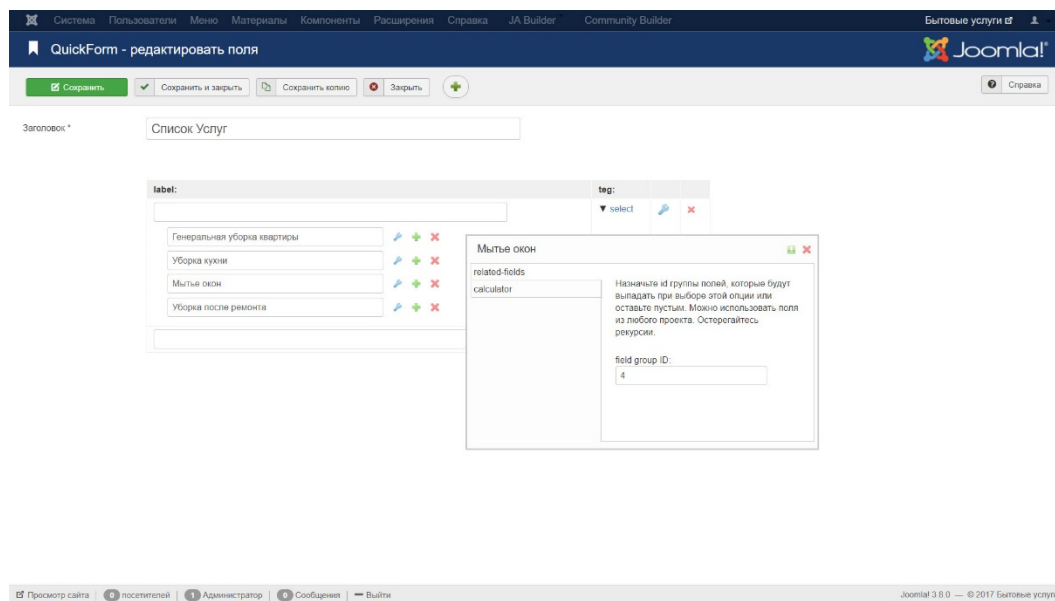 Система Пользователи Меню Материалы Компоненты Расширения Справка JA Builder Community Builder Бытовые услуги
QuickForm - редактировать поля Joomla!
Сохранить Сохранить и закрыть Сохранить копию Закрыть Справка
Заголовок * Список Услуг
label: teg:
select
Генеральная уборка квартиры
Уборка кухни
Мытье окон
Уборка после ремонта
Мытье окон
related-fields
calculator
Назначьте id группы полей, которые будут
выпадать при выборе этой опции или
оставьте пустым. Можно использовать поля
из любого проекта. Остерегайтесь
рекурсии.
field group ID:
4
Просмотр сайта 0 посетителей 1 Администратор 0 Сообщения Выйти Joomla! 3.8.0 — © 2017 Бытовые услуги